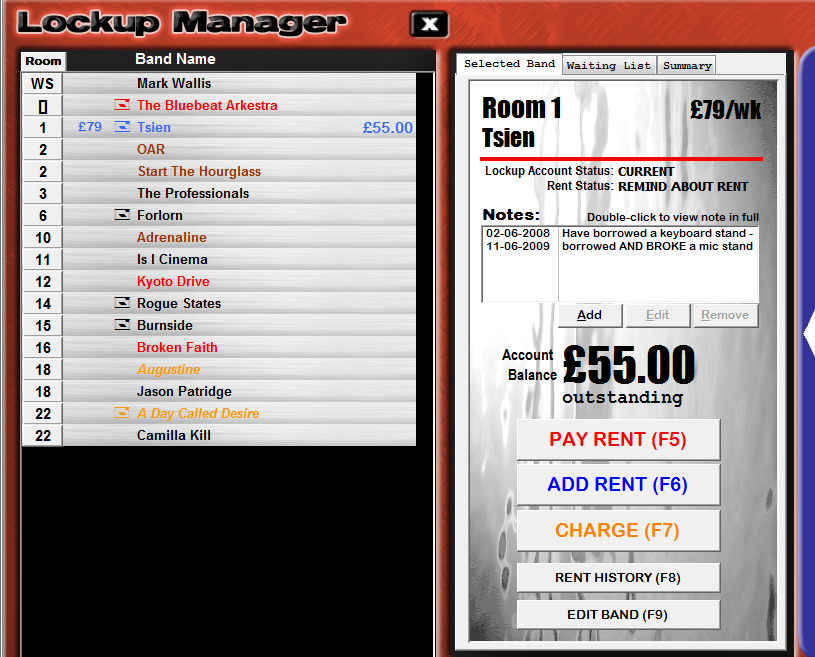 Lockup Manager
Room Band Name
WS Mark Wallis
[] The Bluebeat Arkestra
1 £79 Tsien £55.00
2 OAR
2 Start The Hourglass
3 The Professionals
6 Forlorn
10 Adrenaline
11 Is I Cinema
12 Kyoto Drive
14 Rogue States
15 Burnside
16 Broken Faith
18 Augustine
18 Jason Patridge
22 A Day Called Desire
22 Camilla Kill
Selected Band Waiting List Summary
Room 1 £79/wk
Tsien
Lockup Account Status: CURRENT
Rent Status: REMIND ABOUT RENT
Notes: Double-click to view note in full
02-06-2008 Have borrowed a keyboard stand -
11-06-2009 borrowed AND BROKE a mic stand
Add Edit Remove
Account Balance £55.00
outstanding
PAY RENT (F5)
ADD RENT (F6)
CHARGE (F7)
RENT HISTORY (F8)
EDIT BAND (F9)